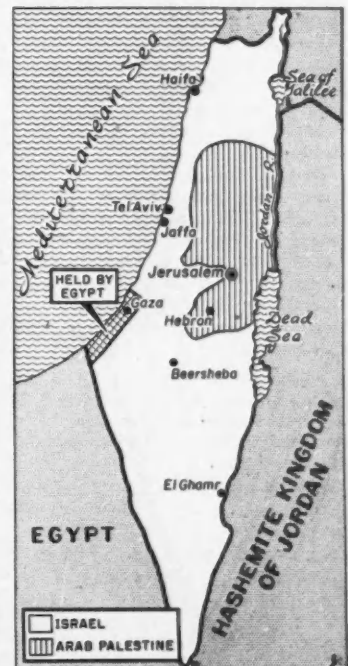 Mediterranean Sea
Haifa
Sea of
Galilee
Jordan R.
Tel Aviv
Jaffa
Jerusalem
HELD BY
EGYPT
Gaza
Hebron
Dead
Sea
Beersheba
El Ghamr
EGYPT
HASHEMITE KINGDOM
OF JORDAN
ISRAEL
ARAB PALESTINE